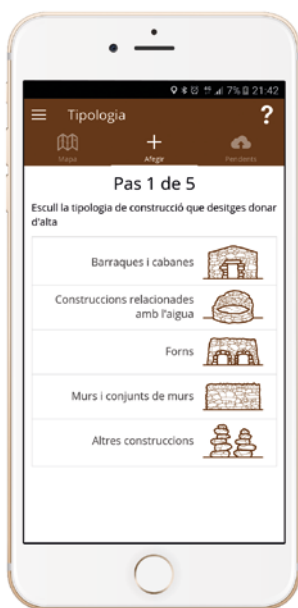 7% 21:42
Tipologia ?
Mapa Afegir Pendents
Pas 1 de 5
Escull la tipologia de construcció que desitges donar
d'alta
Barraques i cabanes
Construccions relacionades
amb l'aigua
Forns
Murs i conjunts de murs
Altres construccions